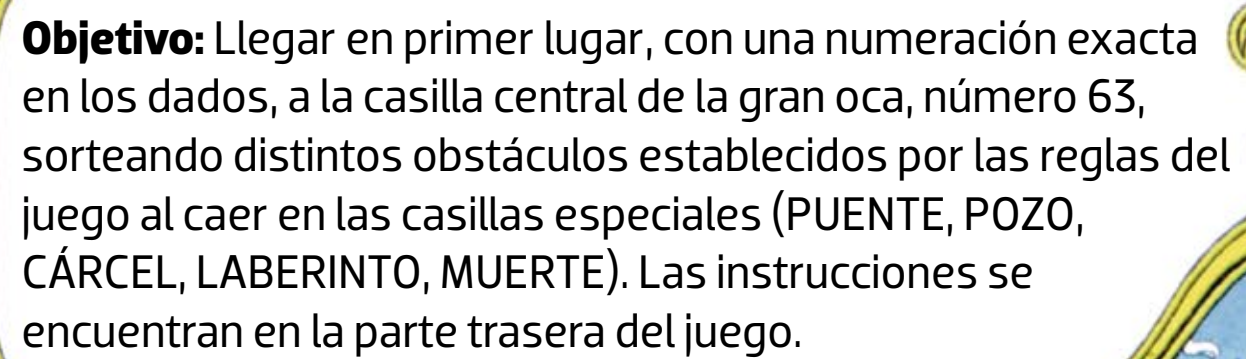 Objetivo: Llegar en primer lugar, con una numeración exacta
en los dados, a la casilla central de la gran oca, número 63,
sorteando distintos obstáculos establecidos por las reglas del
juego al caer en las casillas especiales (PUENTE, POZO,
CÁRCEL, LABERINTO, MUERTE). Las instrucciones se
encuentran en la parte trasera del juego.